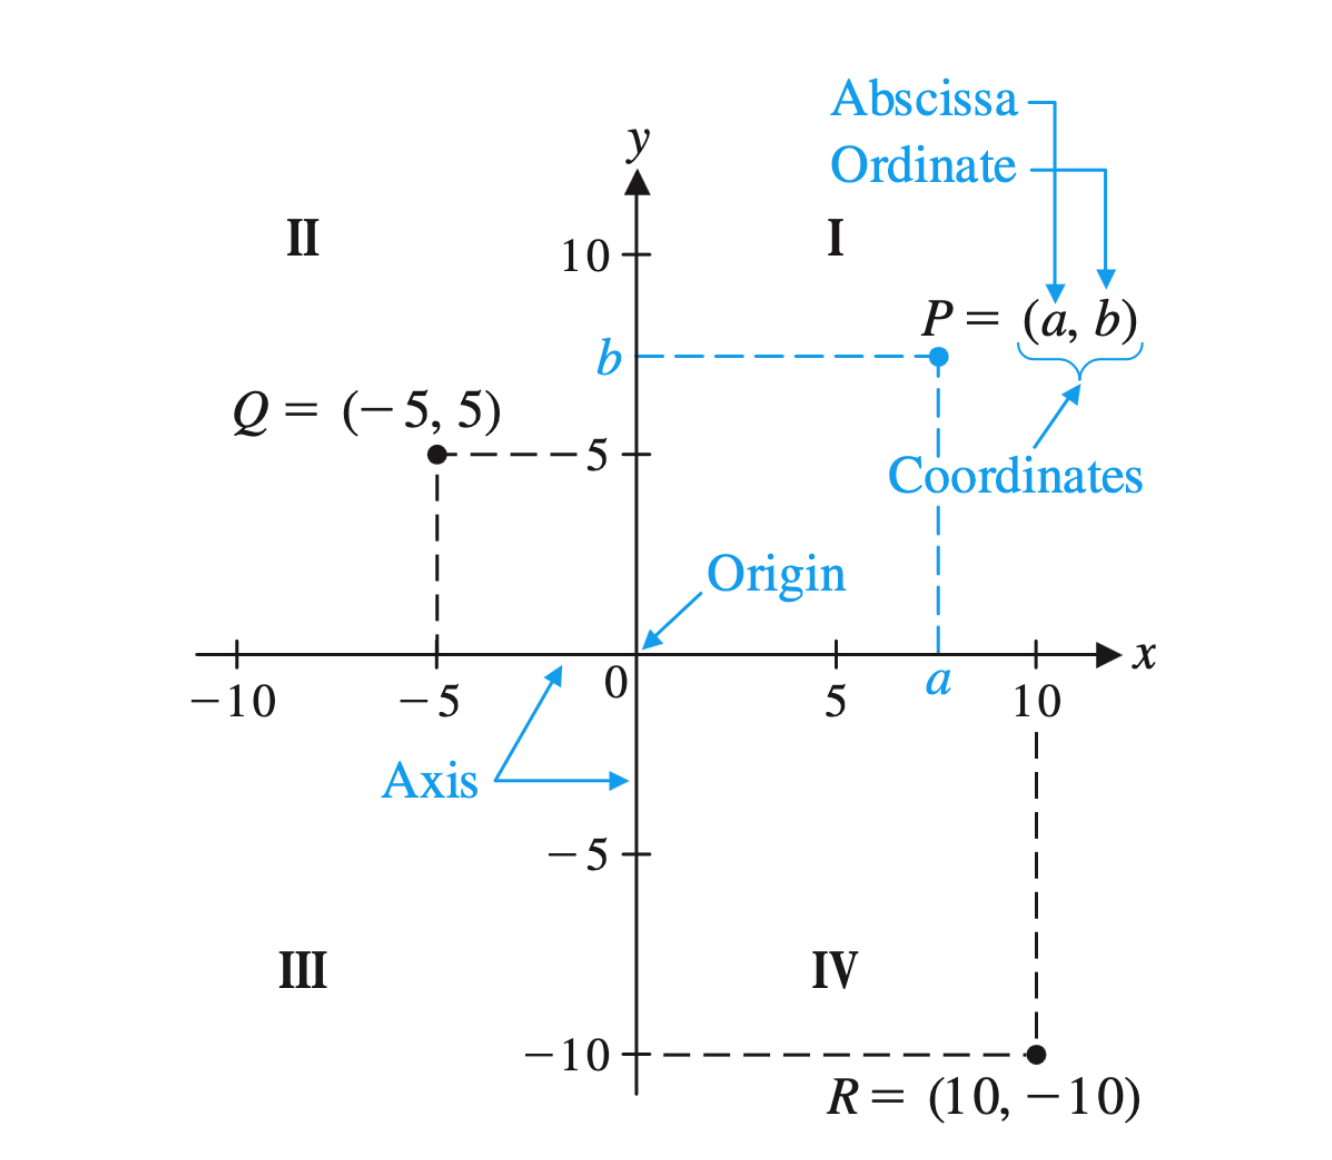 Abscissa
Ordinate
y
II
I
10
P = (a, b)
b
Q = (−5, 5)
5
Coordinates
Origin
x
0
a
−10
−5
5
10
Axis
−5
III
IV
−10
R = (10, −10)